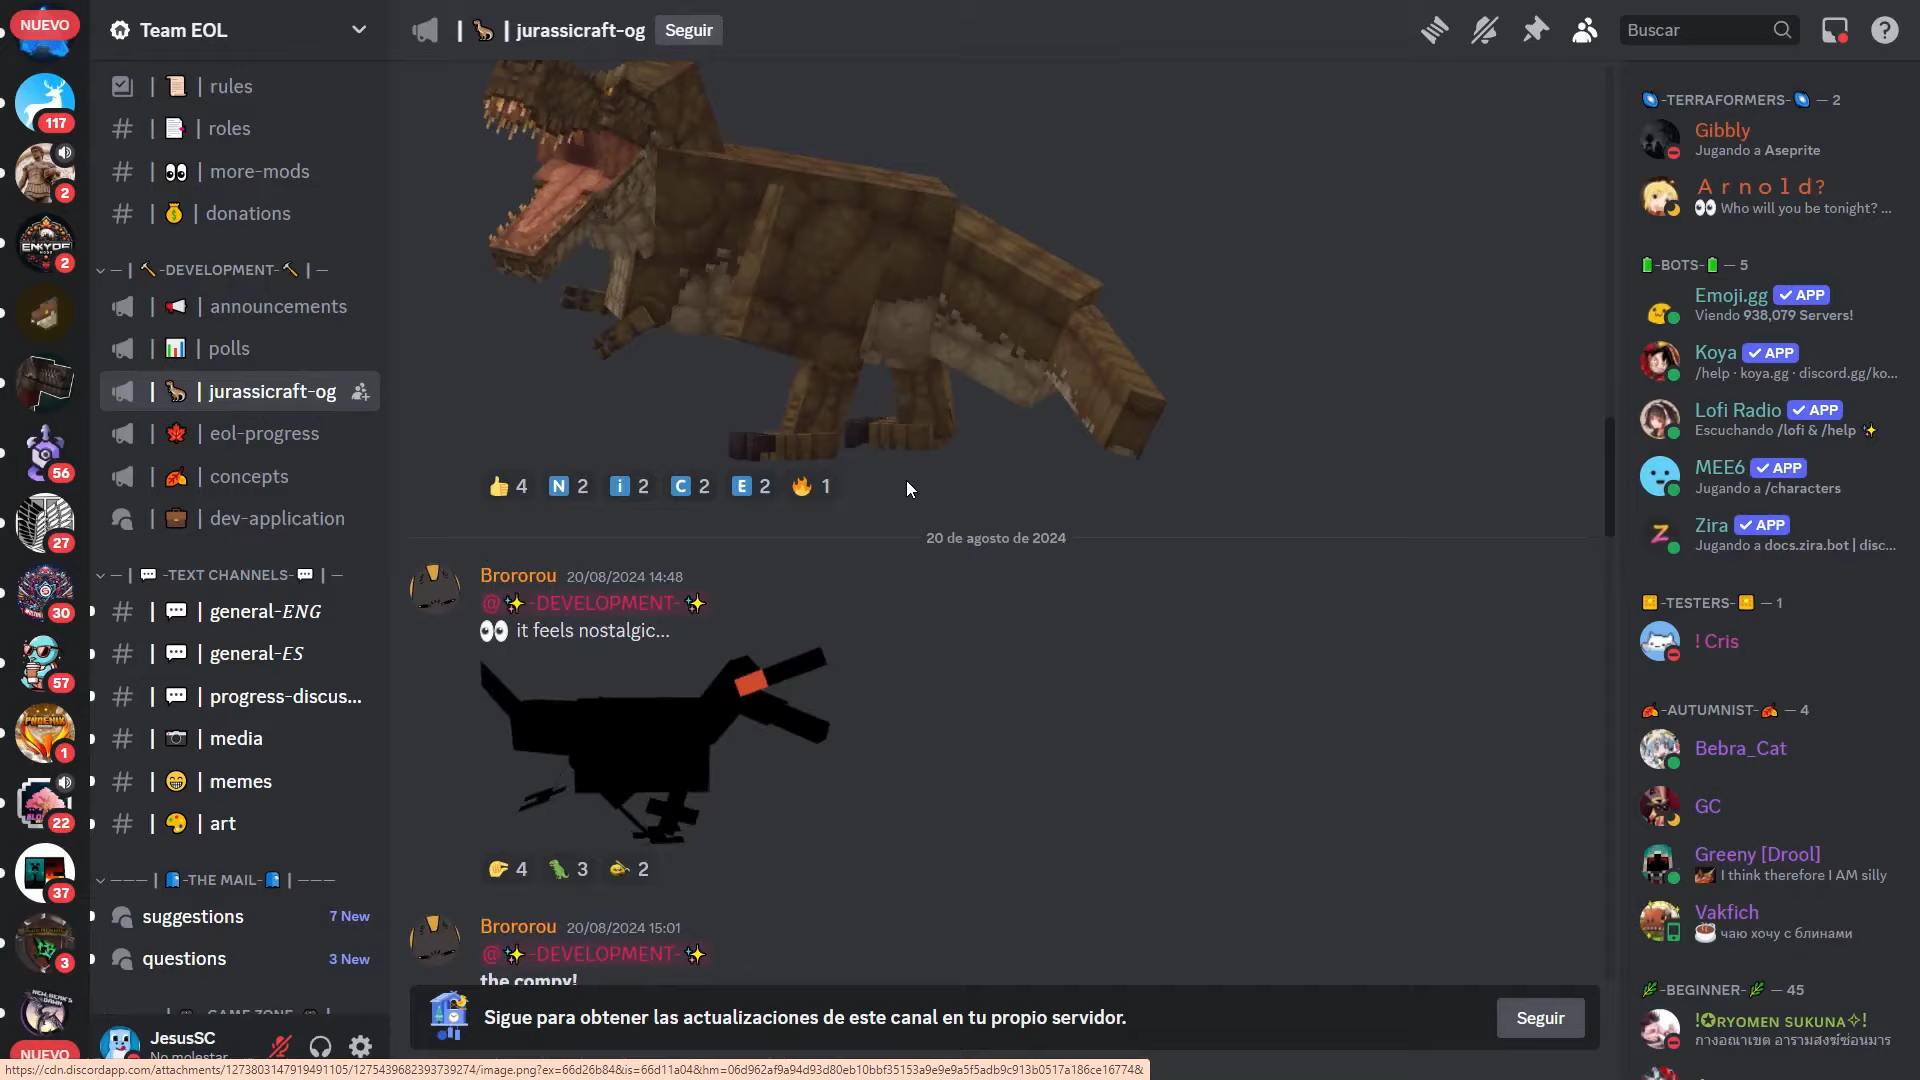 NUEVO
Team EOL
| 🦕 | jurassicraft-og
Seguir
Buscar
117
2
2
56
27
30
57
1
22
37
3
NUEVO
| 📜 | rules
| 📑 | roles
| 👀 | more-mods
| 💰 | donations
— | 🔨 -DEVELOPMENT-🔨 | —
| 📢 | announcements
| 📊 | polls
| 🦕 | jurassicraft-og
| 🍁 | eol-progress
| 🍂 | concepts
| 💼 | dev-application
— | 💬 -TEXT CHANNELS-💬 | —
| 💬 | general-ENG
| 💬 | general-ES
| 💬 | progress-discus...
| 📷 | media
| 😁 | memes
| 🎨 | art
——— | 📘-THE MAIL-📘 | ———
suggestions 7 New
questions 3 New
JesusSC
No molestar
👍 4 N 2 i 2 C 2 E 2 🔥 1
20 de agosto de 2024
Brororou 20/08/2024 14:48
@✨-DEVELOPMENT-✨
👀 it feels nostalgic...
4 🦖 3 2
Brororou 20/08/2024 15:01
@✨-DEVELOPMENT-✨
the compy!
Sigue para obtener las actualizaciones de este canal en tu propio servidor.
Seguir
-TERRAFORMERS- — 2
Gibbly
Jugando a Aseprite
Arnold?
👀 Who will you be tonight? ...
🔋-BOTS-🔋 — 5
Emoji.gg ✓ APP
Viendo 938,079 Servers!
Koya ✓ APP
/help · koya.gg · discord.gg/ko...
Lofi Radio ✓ APP
Escuchando /lofi & /help ✨
MEE6 ✓ APP
Jugando a /characters
Zira ✓ APP
Jugando a docs.zira.bot | disc...
-TESTERS- — 1
! Cris
🍂-AUTUMNIST-🍂 — 4
Bebra_Cat
GC
Greeny [Drool]
I think therefore I AM silly
Vakfich
☕ чаю хочу с блинами
🌿-BEGINNER-🌿 — 45
!✪RYOMEN SUKUNA✧!